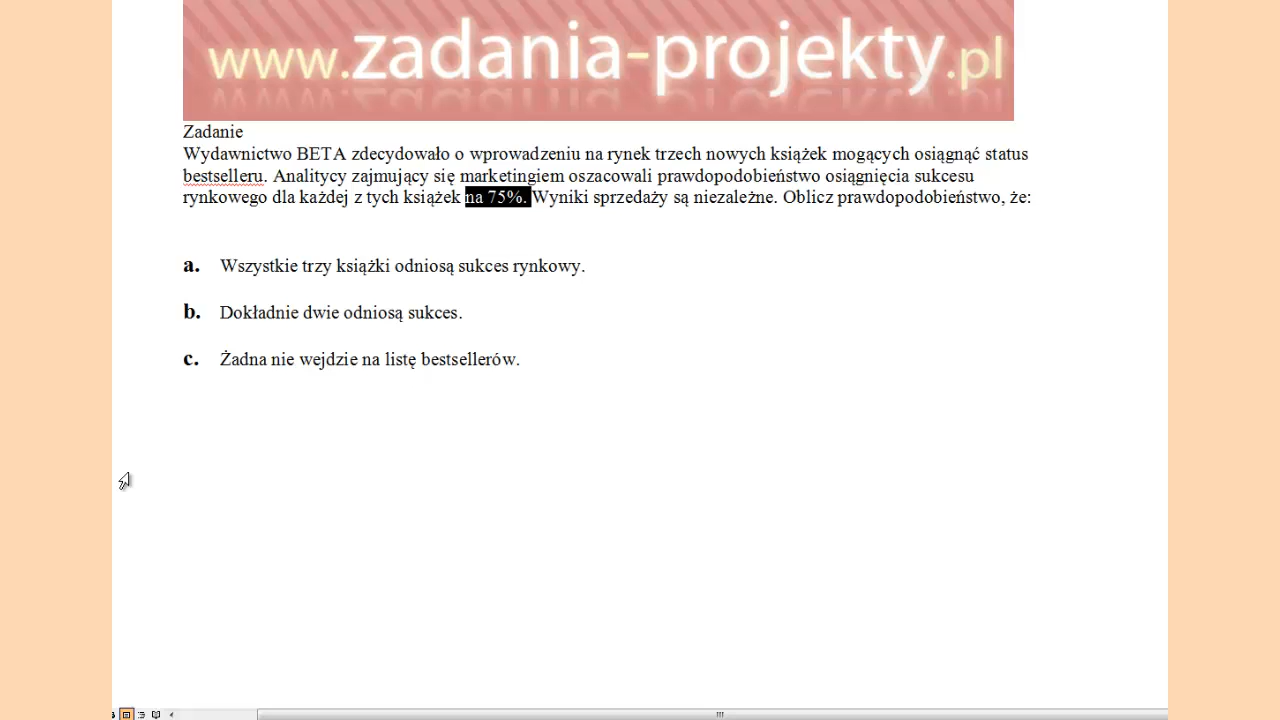 www.zadania-projekty.pl
Zadanie
Wydawnictwo BETA zdecydowało o wprowadzeniu na rynek trzech nowych książek mogących osiągnąć status
bestselleru. Analitycy zajmujący się marketingiem oszacowali prawdopodobieństwo osiągnięcia sukcesu
rynkowego dla każdej z tych książek na 75%. Wyniki sprzedaży są niezależne. Oblicz prawdopodobieństwo, że:
a. Wszystkie trzy książki odniosą sukces rynkowy.
b. Dokładnie dwie odniosą sukces.
c. Żadna nie wejdzie na listę bestsellerów.